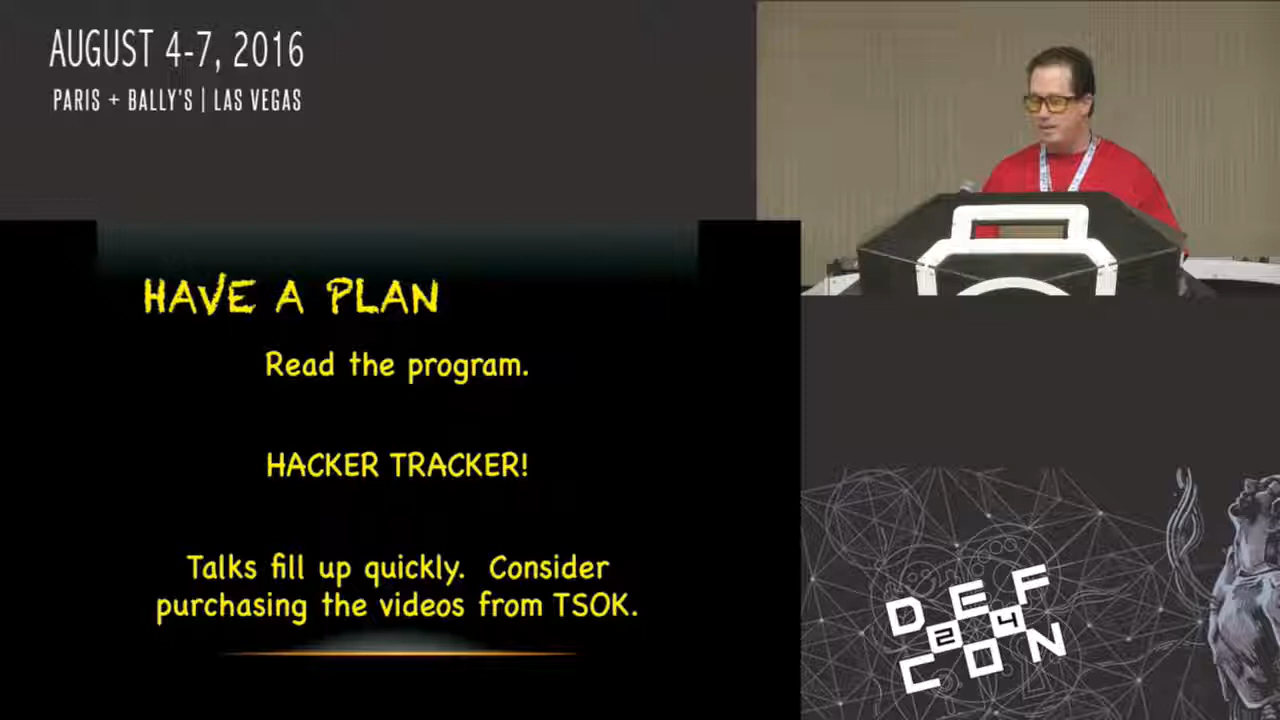 AUGUST 4-7, 2016
PARIS + BALLY'S | LAS VEGAS
HAVE A PLAN
Read the program.
HACKER TRACKER!
Talks fill up quickly. Consider
purchasing the videos from TSOK.
DEF
24
CON